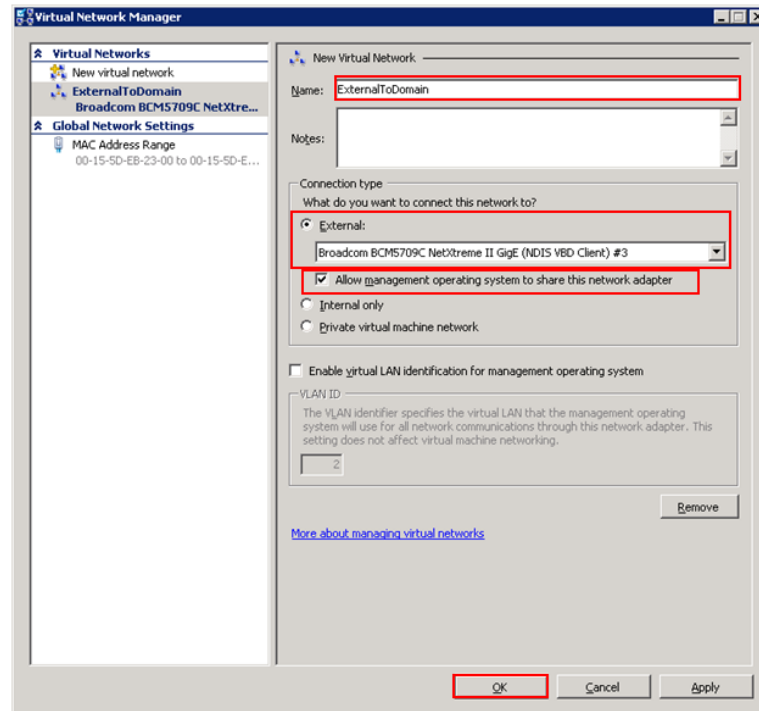 Virtual Network Manager
Virtual Networks
New virtual network
ExternalToDomain
Broadcom BCM5709C NetXtre...
Global Network Settings
MAC Address Range
00-15-5D-EB-23-00 to 00-15-5D-E...
New Virtual Network
Name: ExternalToDomain
Notes:
Connection type
What do you want to connect this network to?
External:
Broadcom BCM5709C NetXtreme II GigE (NDIS VBD Client) #3
Allow management operating system to share this network adapter
Internal only
Private virtual machine network
Enable virtual LAN identification for management operating system
VLAN ID
The VLAN identifier specifies the virtual LAN that the management operating
system will use for all network communications through this network adapter. This
setting does not affect virtual machine networking.
2
Remove
More about managing virtual networks
OK Cancel Apply